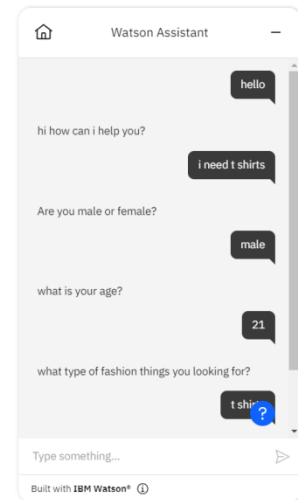 Watson Assistant
hello
hi how can i help you?
i need t shirts
Are you male or female?
male
what is your age?
21
what type of fashion things you looking for?
?
Type something...
Built with IBM Watson®